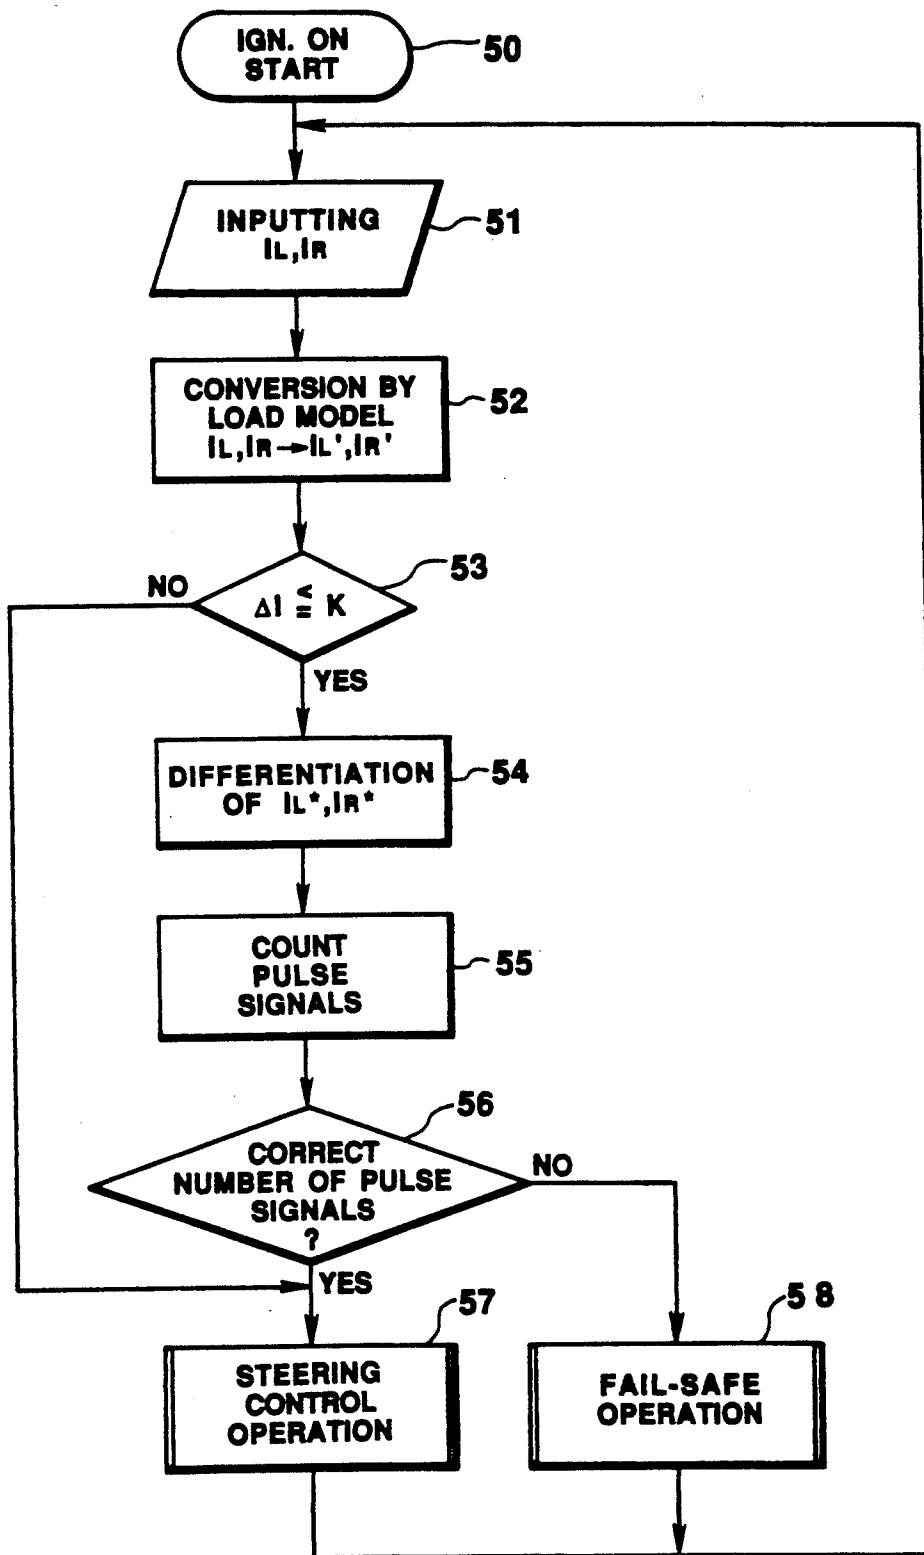 IGN. ON
START
50
INPUTTING
IL,IR
51
CONVERSION BY
LOAD MODEL
IL,IR→IL',IR'
52
53
NO
ΔI ≦ K
YES
DIFFERENTIATION
OF IL*,IR*
54
COUNT
PULSE
SIGNALS
55
56
CORRECT
NUMBER OF PULSE
SIGNALS
?
NO
YES
57
58
STEERING
CONTROL
OPERATION
FAIL-SAFE
OPERATION